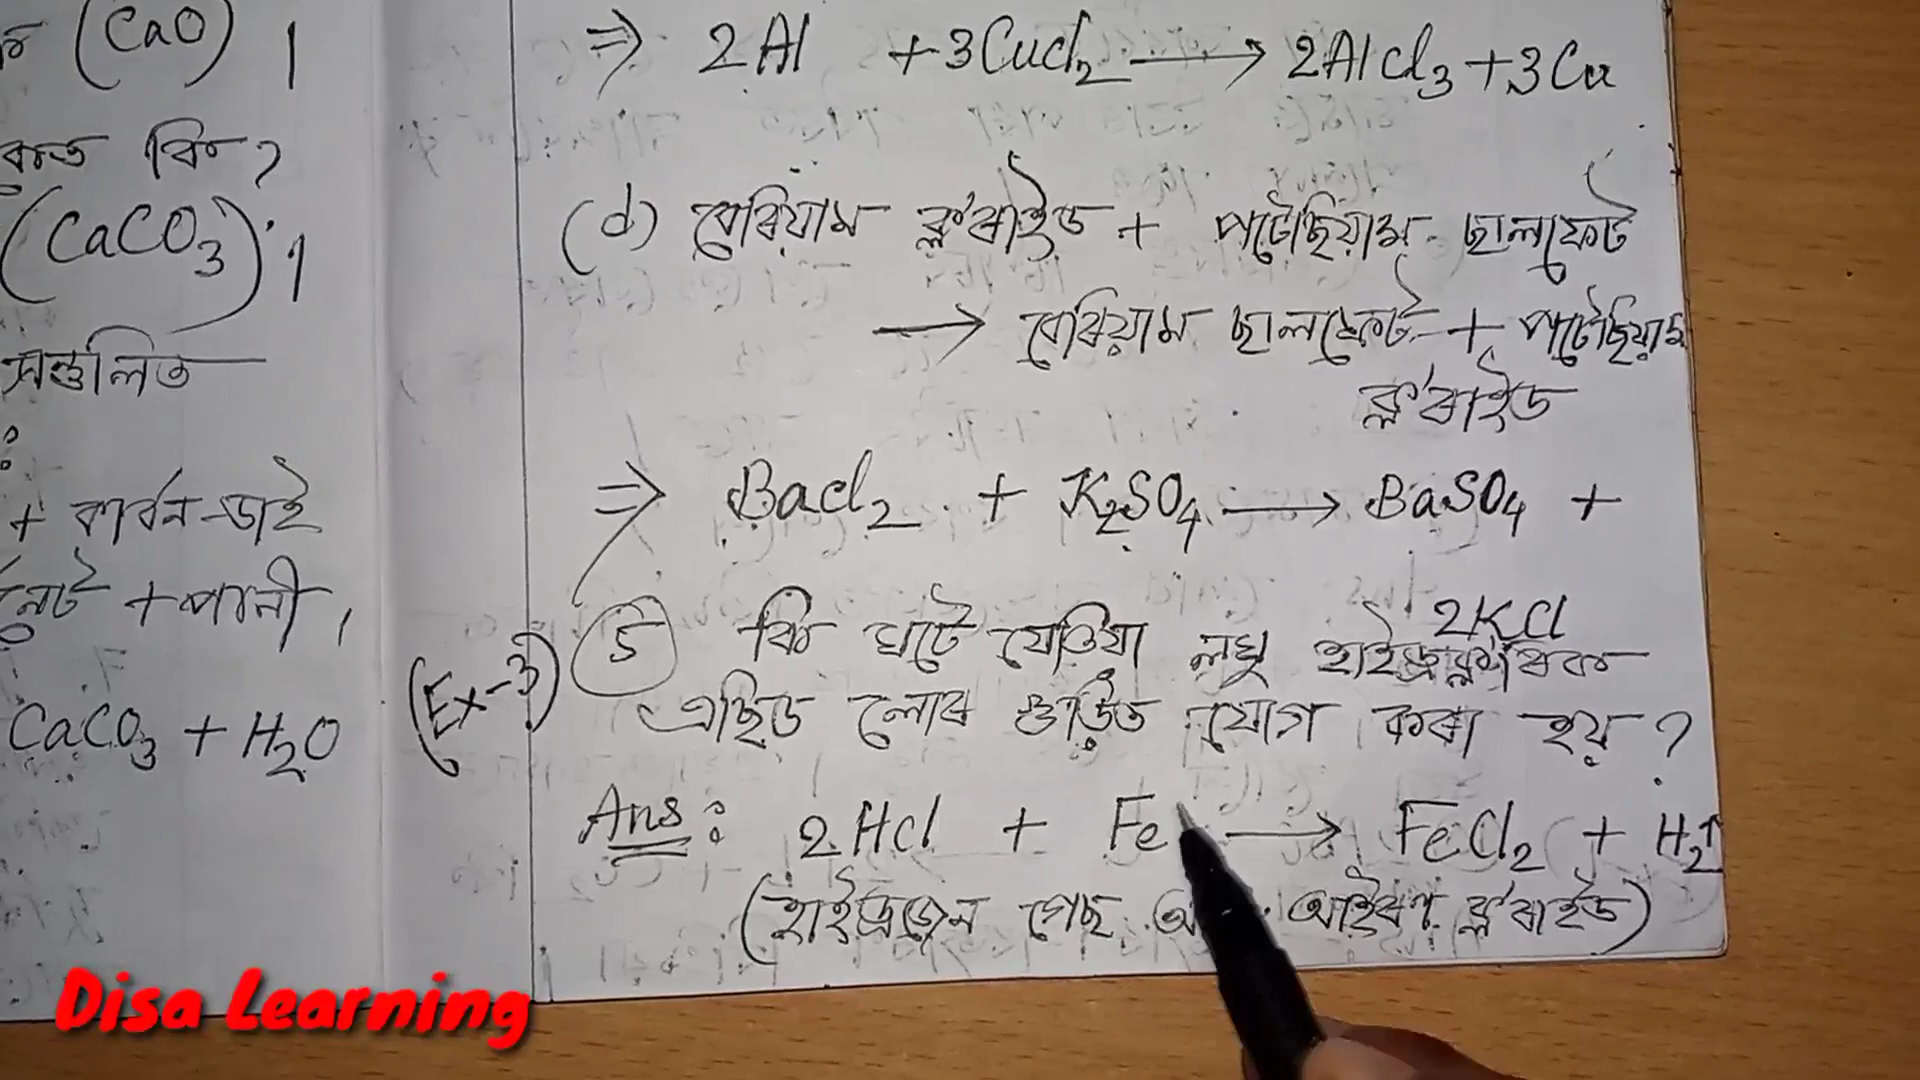 (CaO) ।
কি?
(CaCO3) ।
সন্তুলিত
:
+ কাৰ্বন-ডাই
+ পানী ,
CaCO3 + H2O
⇒ 2Al + 3CuCl2 → 2AlCl3 + 3Cu
(d) বেৰিয়াম ক্ল'ৰাইড + পটেছিয়াম ছালফেট
→ বেৰিয়াম ছালফেট + পটেছিয়াম
ক্ল'ৰাইড
⇒ BaCl2 + K2SO4 → BaSO4 +
2KCl
(Ex-3) 5 কি ঘটে যেতিয়া লঘু হাইড্ৰক্ল'ৰিক
এছিড লোৰ গুড়িত যোগ কৰা হয় ?
Ans: 2HCl + Fe → FeCl2 + H2↑
(হাইড্ৰজেন গেছ আইৰণ ক্ল'ৰাইড)
Disa Learning